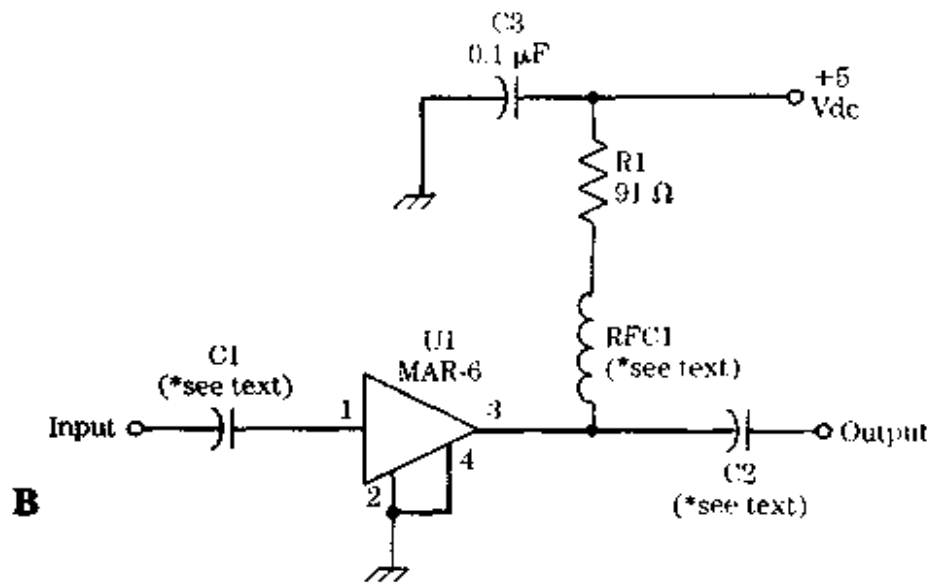 C3
0.1 µF
+5
Vdc
R1
91 Ω
RFC1
(*see text)
C1
(*see text)
U1
MAR-6
Input
1
3
4
2
Output
C2
(*see text)
B